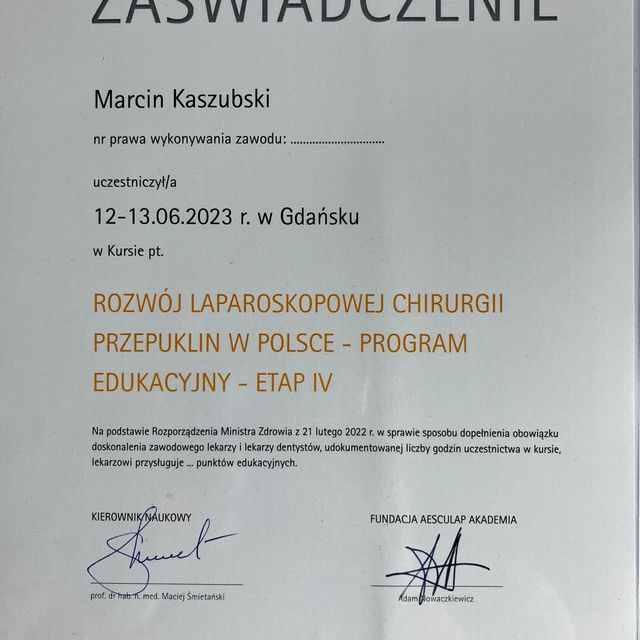 ZAŚWIADCZENIE
Marcin Kaszubski
nr prawa wykonywania zawodu: ..............................
uczestniczył/a
12-13.06.2023 r. w Gdańsku
w Kursie pt.
ROZWÓJ LAPAROSKOPOWEJ CHIRURGII
PRZEPUKLIN W POLSCE - PROGRAM
EDUKACYJNY - ETAP IV
Na podstawie Rozporządzenia Ministra Zdrowia z 21 lutego 2022 r. w sprawie sposobu dopełnienia obowiązku
doskonalenia zawodowego lekarzy i lekarzy dentystów, udokumentowanej liczby godzin uczestnictwa w kursie,
lekarzowi przysługuje ... punktów edukacyjnych.
KIEROWNIK NAUKOWY
FUNDACJA AESCULAP AKADEMIA
prof. dr hab. n. med. Maciej Śmietański
Adam Nowaczkiewicz